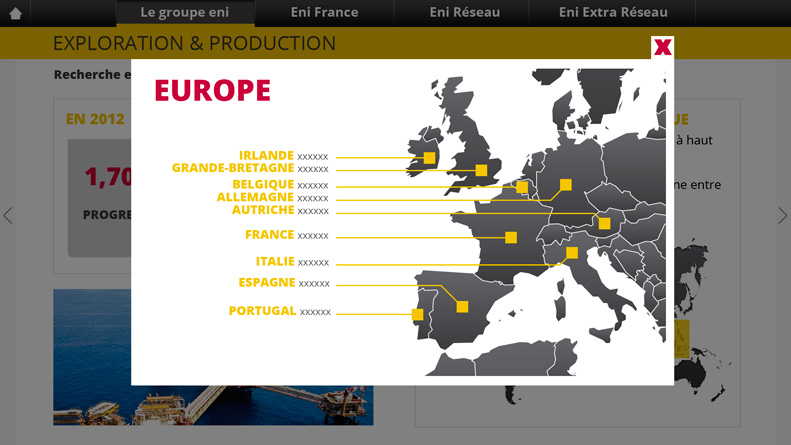 Le groupe eni
Eni France
Eni Réseau
Eni Extra Réseau
EXPLORATION & PRODUCTION
X
Recherche
EUROPE
EN 2012
à haut
ne entre
1,70
PROGRE
IRLANDE xxxxxx
GRANDE-BRETAGNE xxxxxx
BELGIQUE xxxxxx
ALLEMAGNE xxxxxx
AUTRICHE xxxxxx
FRANCE xxxxxx
ITALIE xxxxxx
ESPAGNE xxxxxx
PORTUGAL xxxxxx